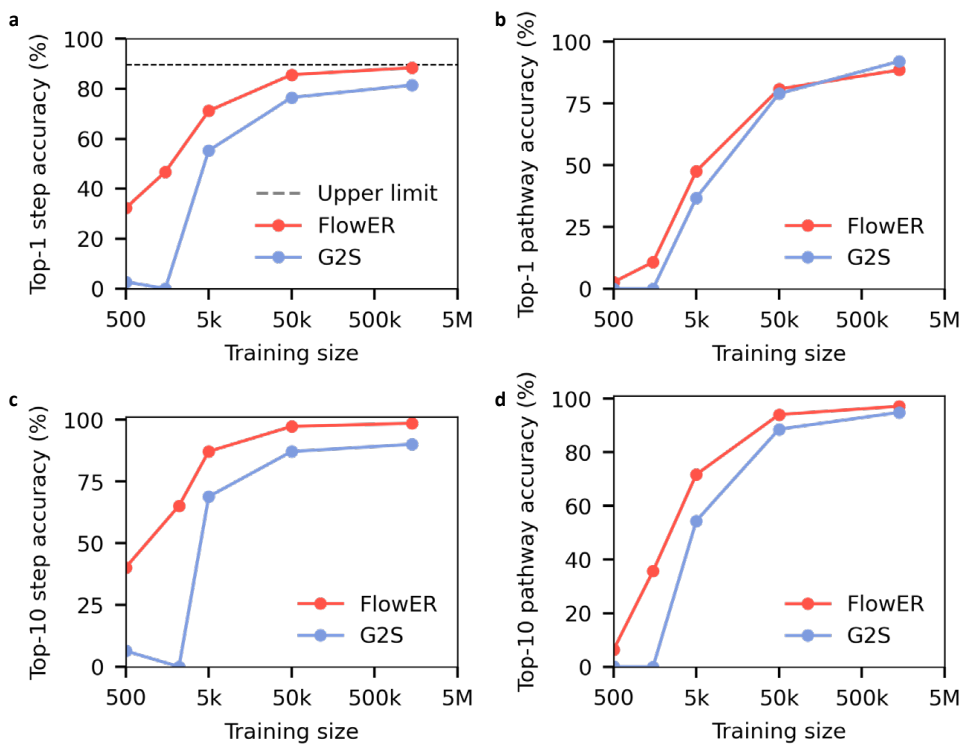 a
Top-1 step accuracy (%)
100
80
60
40
20
0
Upper limit
FlowER
G2S
500
5k
50k
500k
5M
Training size
b
Top-1 pathway accuracy (%)
100
75
50
25
0
FlowER
G2S
500
5k
50k
500k
5M
Training size
c
Top-10 step accuracy (%)
100
75
50
25
0
FlowER
G2S
500
5k
50k
500k
5M
Training size
d
Top-10 pathway accuracy (%)
100
80
60
40
20
0
FlowER
G2S
500
5k
50k
500k
5M
Training size